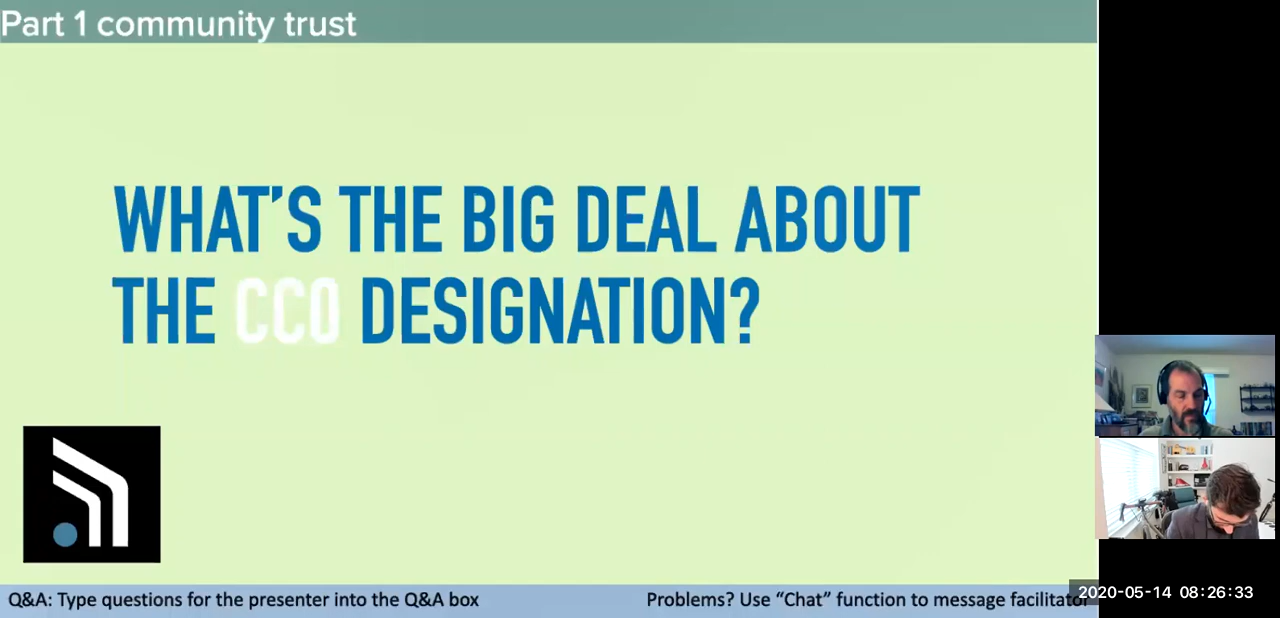 Part 1 community trust
WHAT’S THE BIG DEAL ABOUT
THE CC0 DESIGNATION?
Q&A: Type questions for the presenter into the Q&A box
Problems? Use “Chat” function to message facilitator
2020-05-14 08:26:33